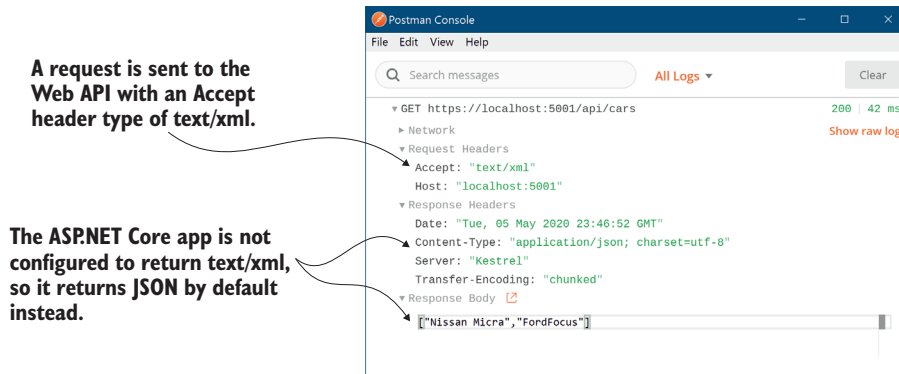 Postman Console
File Edit View Help
Search messages
All Logs
Clear
A request is sent to the
Web API with an Accept
header type of text/xml.
GET https://localhost:5001/api/cars
200 42 ms
Network
Show raw log
Request Headers
Accept: "text/xml"
Host: "localhost:5001"
Response Headers
Date: "Tue, 05 May 2020 23:46:52 GMT"
The ASP.NET Core app is not
configured to return text/xml,
so it returns JSON by default
instead.
Content-Type: "application/json; charset=utf-8"
Server: "Kestrel"
Transfer-Encoding: "chunked"
Response Body
["Nissan Micra","FordFocus"]